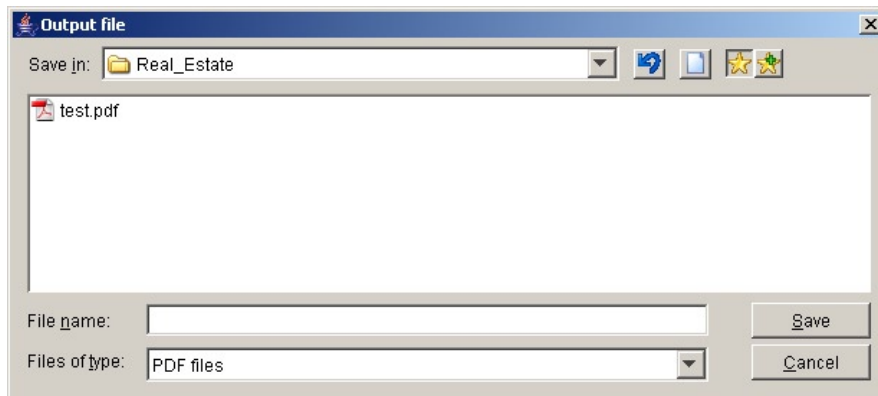 Output file
Save in: Real_Estate
test.pdf
File name: Save
Files of type: PDF files Cancel